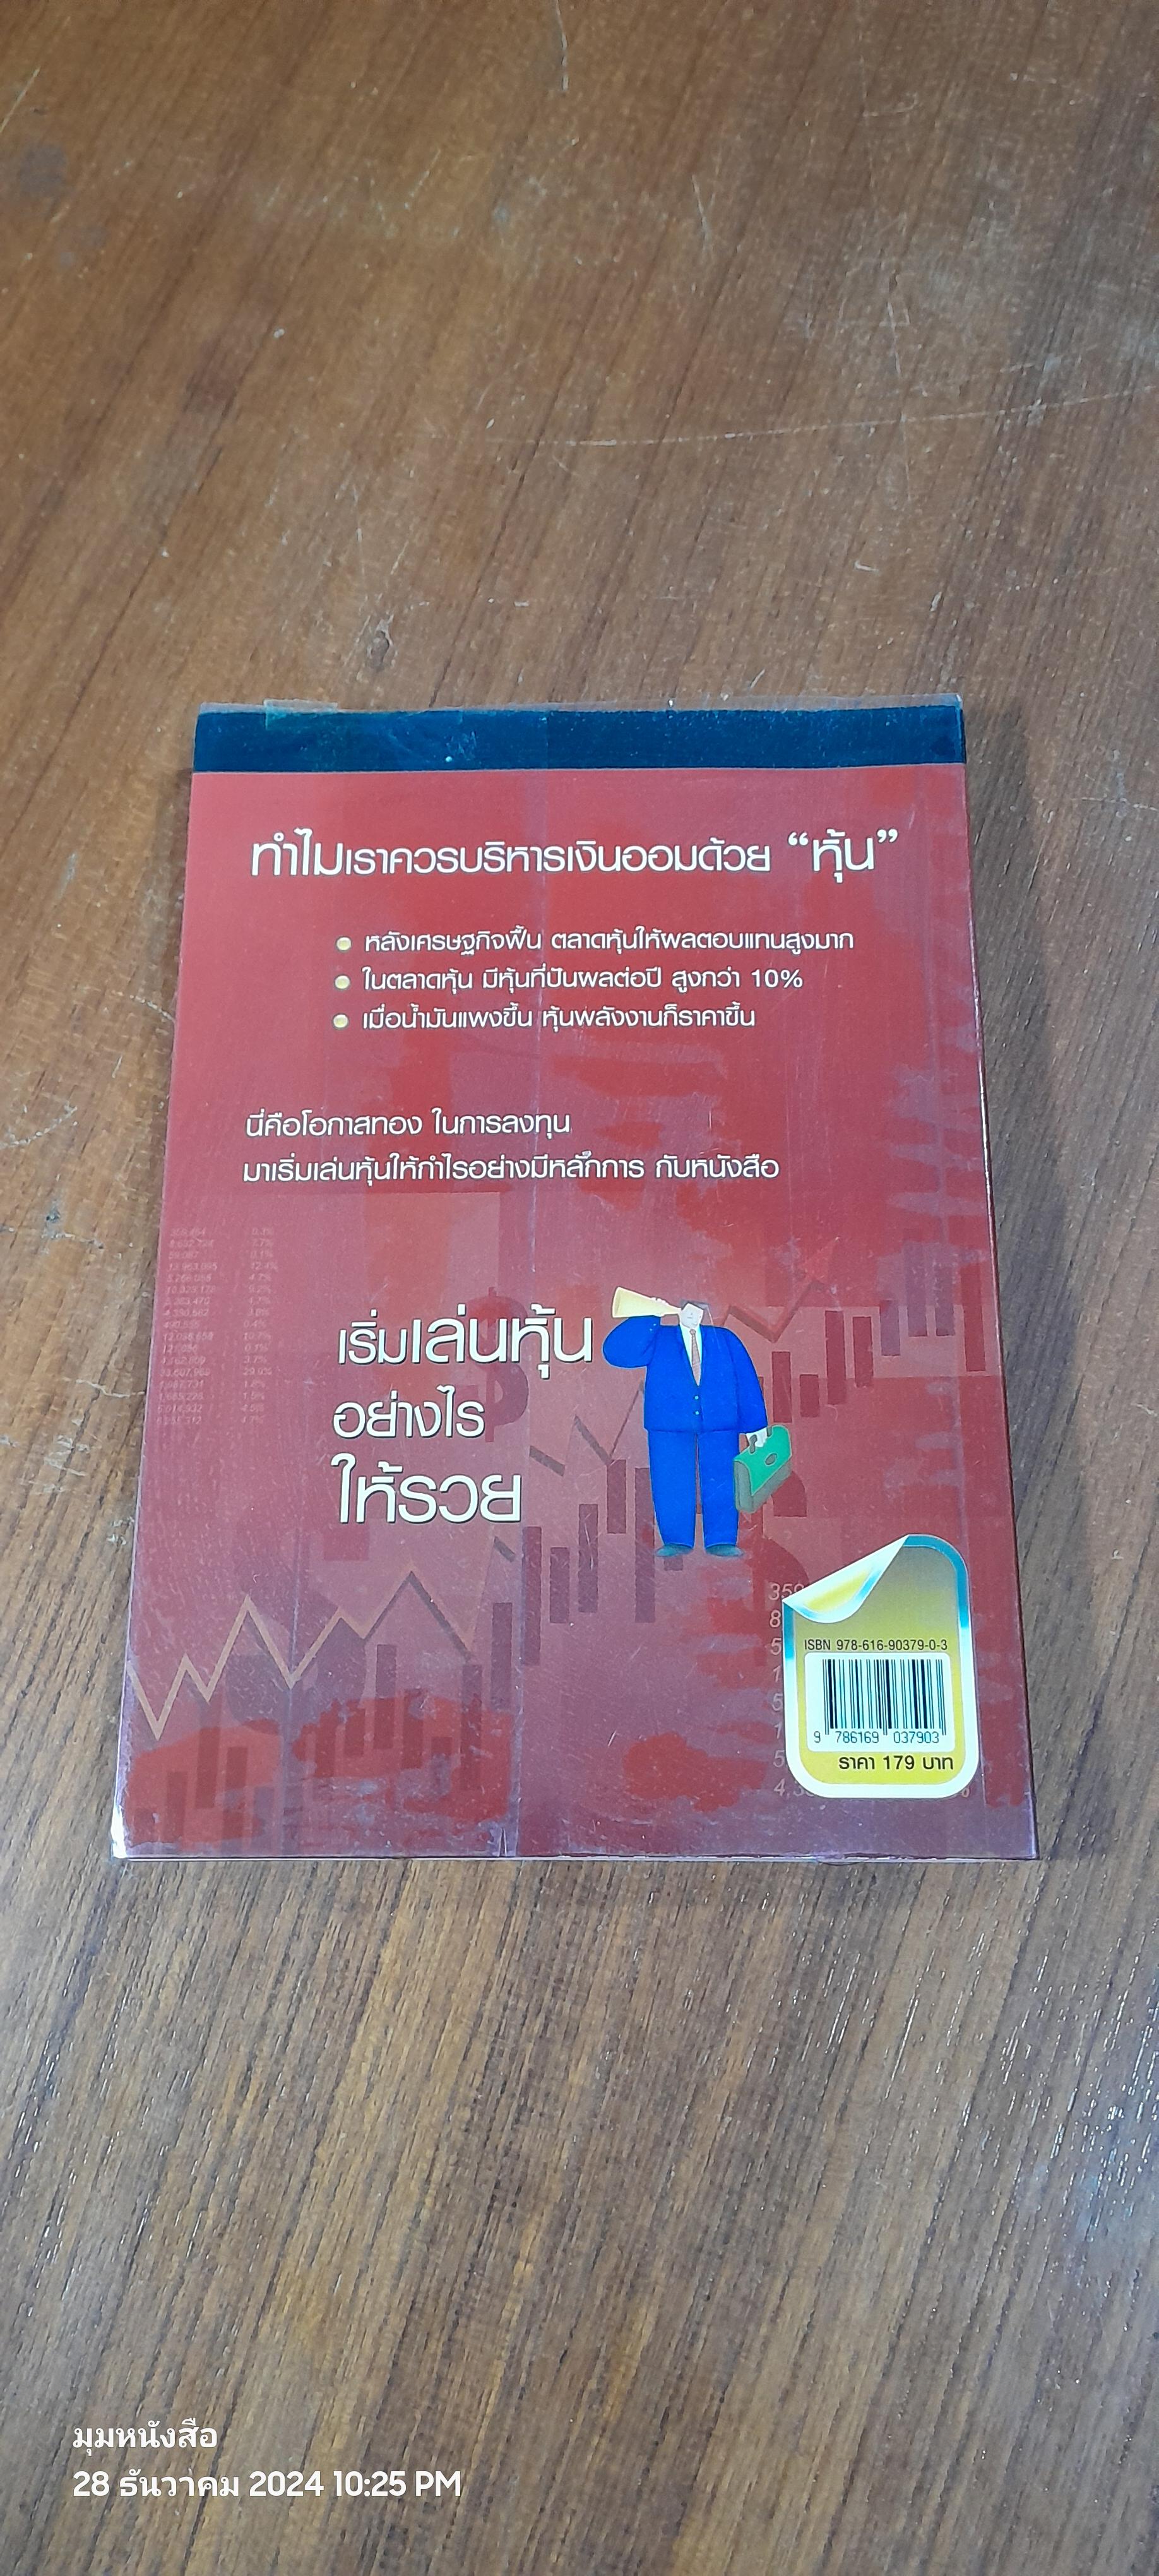 ทำไมเราควรบริหารเงินออมด้วย “หุ้น”
หลังเศรษฐกิจฟื้น ตลาดหุ้นให้ผลตอบแทนสูงมาก
ในตลาดหุ้น มีหุ้นที่ปันผลต่อปี สูงกว่า 10%
เมื่อน้ำมันแพงขึ้น หุ้นพลังงานก็ราคาขึ้น
นี่คือโอกาสทอง ในการลงทุน
มาเริ่มเล่นหุ้นให้กำไรอย่างมีหลักการ กับหนังสือ
เริ่มเล่นหุ้น
อย่างไร
ให้รวย
ISBN 978-616-90379-0-3
9 786169 037903
ราคา 179 บาท
มุมหนังสือ
28 ธันวาคม 2024 10:25 PM